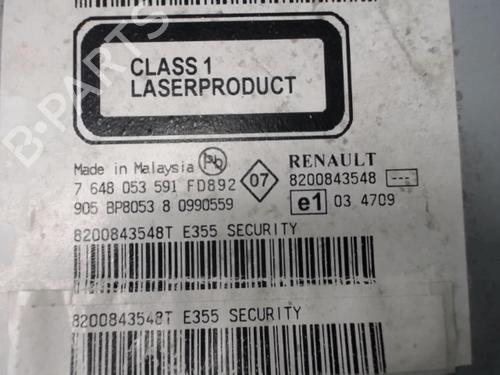 CLASS 1
LASERPRODUCT
Made in Malaysia Pb
7 648 053 591 FD892
905 BP8053 8 0990559
07
RENAULT
8200843548 ---
e1 03 4709
8200843548T E355 SECURITY
8200843548T E355 SECURITY
B-PARTS